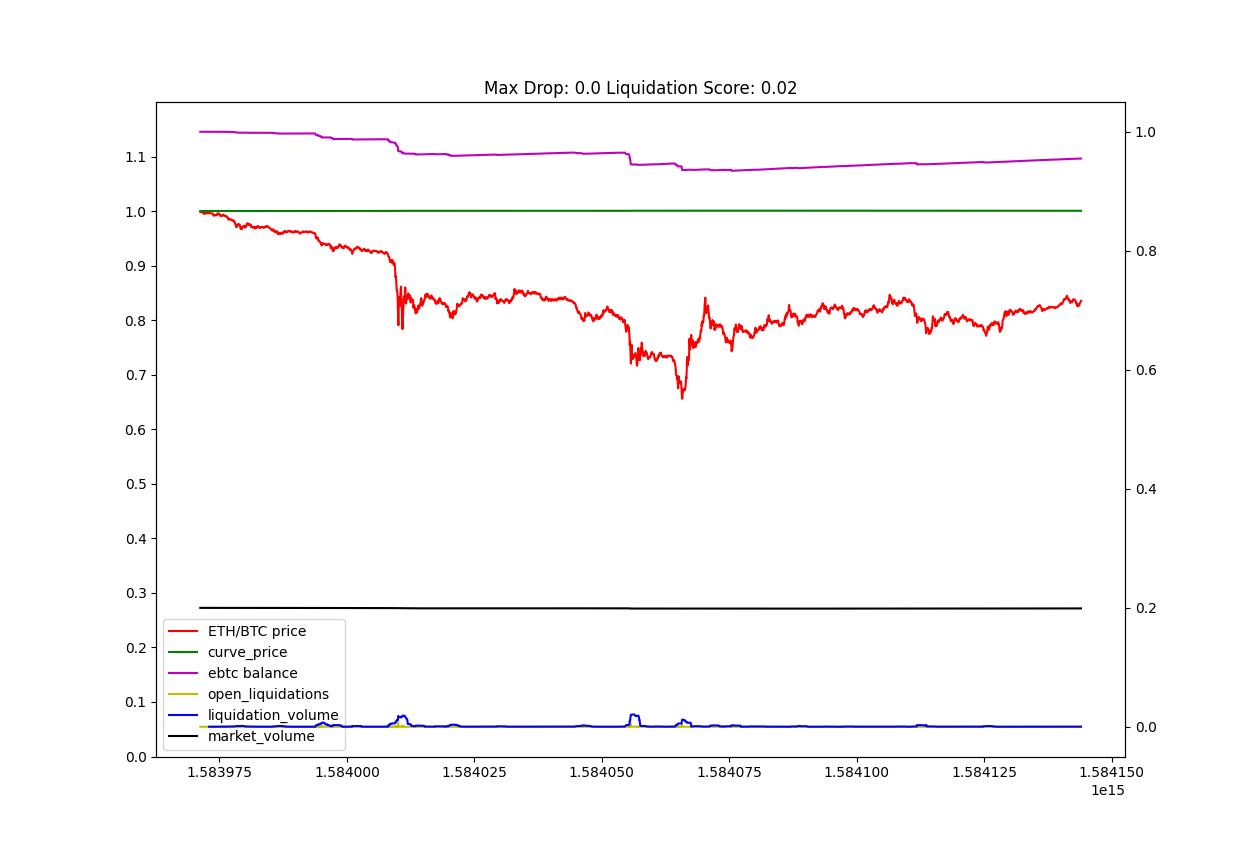 Max Drop: 0.0 Liquidation Score: 0.02
1.1
1.0
0.9
0.8
0.7
0.6
0.5
0.4
0.3
0.2
0.1
0.0
1.0
0.8
0.6
0.4
0.2
0.0
ETH/BTC price
curve_price
ebtc balance
open_liquidations
liquidation_volume
market_volume
1.583975 1.584000 1.584025 1.584050 1.584075 1.584100 1.584125 1.584150
1e15